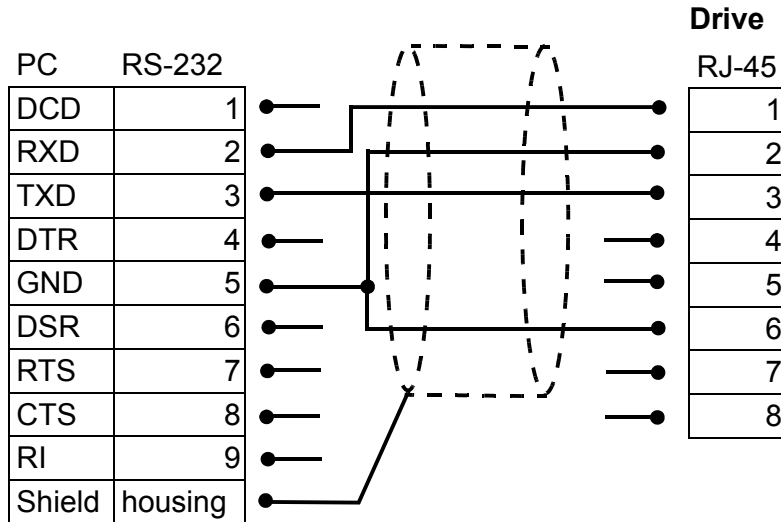 Drive
PC RS-232 RJ-45
DCD 1 1
RXD 2 2
TXD 3 3
DTR 4 4
GND 5 5
DSR 6 6
RTS 7 7
CTS 8 8
RI 9
Shield housing